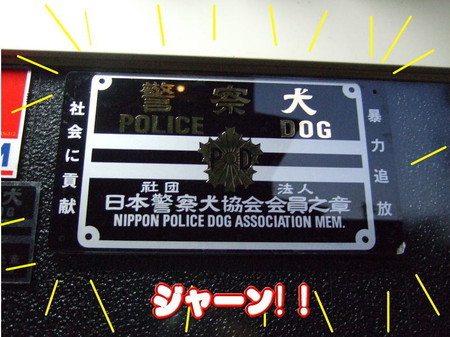 警察犬
POLICE DOG
社会に貢献
暴力追放
PD
社団法人
日本警察犬協会会員之章
NIPPON POLICE DOG ASSOCIATION MEM.
犬
M
ジャーン!!